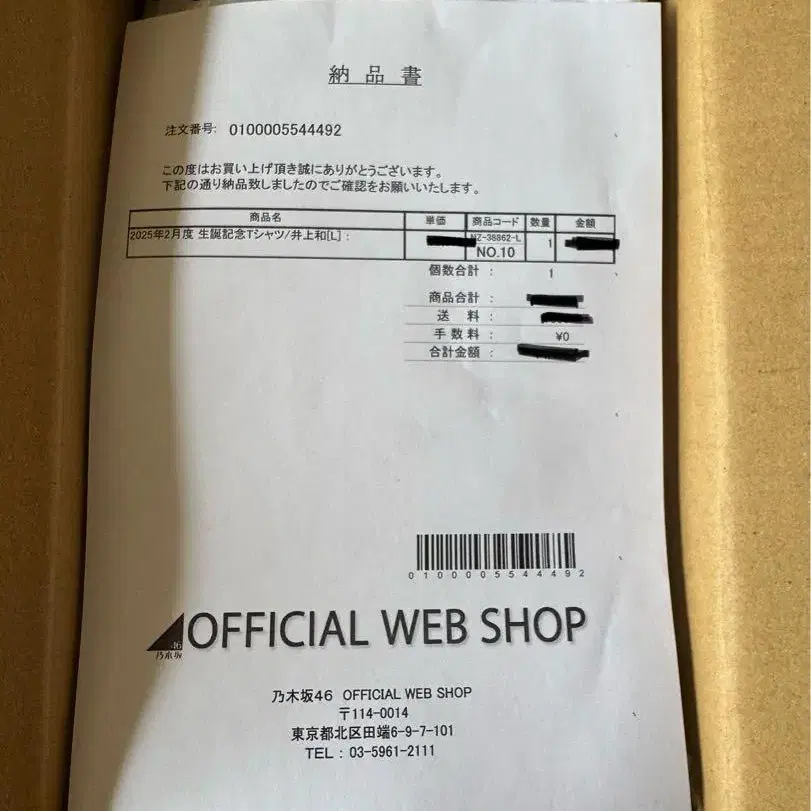 納品書
注文番号: 0100005544492
この度はお買い上げ頂き誠にありがとうございます。
下記の通り納品致しましたのでご確認をお願いいたします。
商品名 単価 商品コード 数量 金額
2025年2月度 生誕記念Tシャツ/井上和[L] : NZ-38862-L 1
NO.10
個数合計 : 1
商品合計 :
送 料 :
手数料 : ¥0
合計金額 :
0100005544492
46
乃木坂
OFFICIAL WEB SHOP
乃木坂46 OFFICIAL WEB SHOP
〒114-0014
東京都北区田端6-9-7-101
TEL : 03-5961-2111